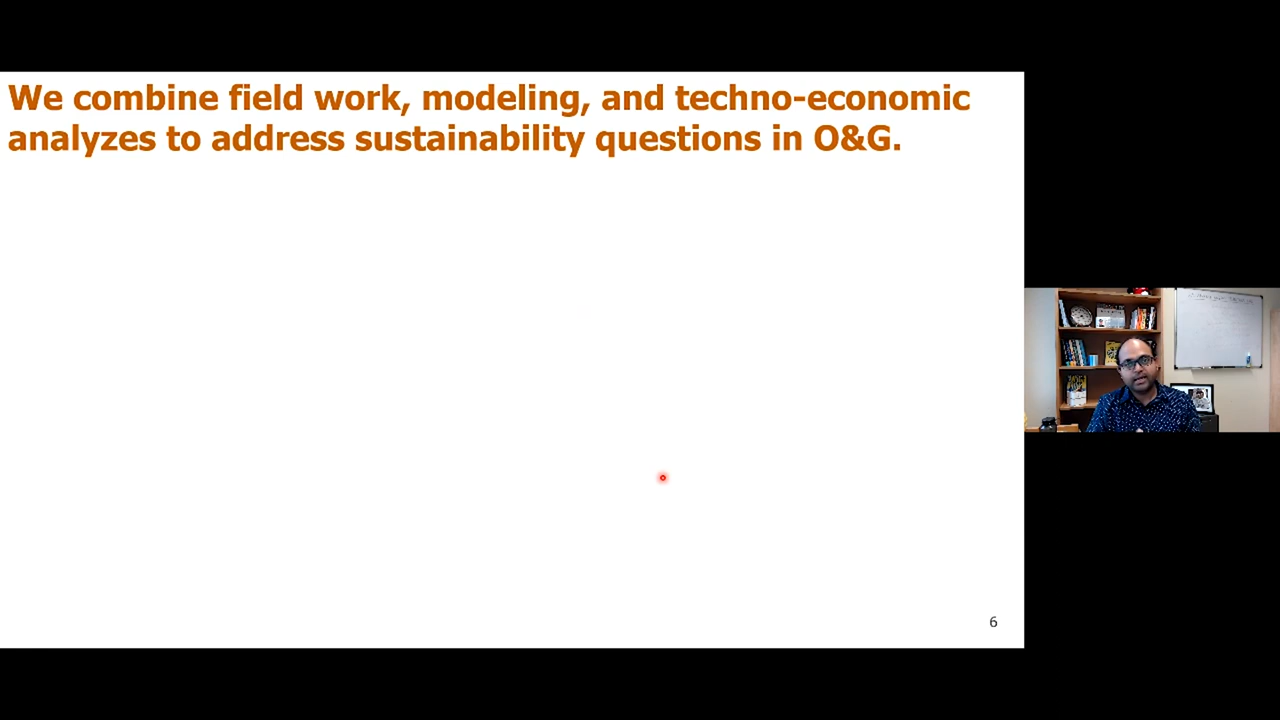 We combine field work, modeling, and techno-economic
analyzes to address sustainability questions in O&G.
6